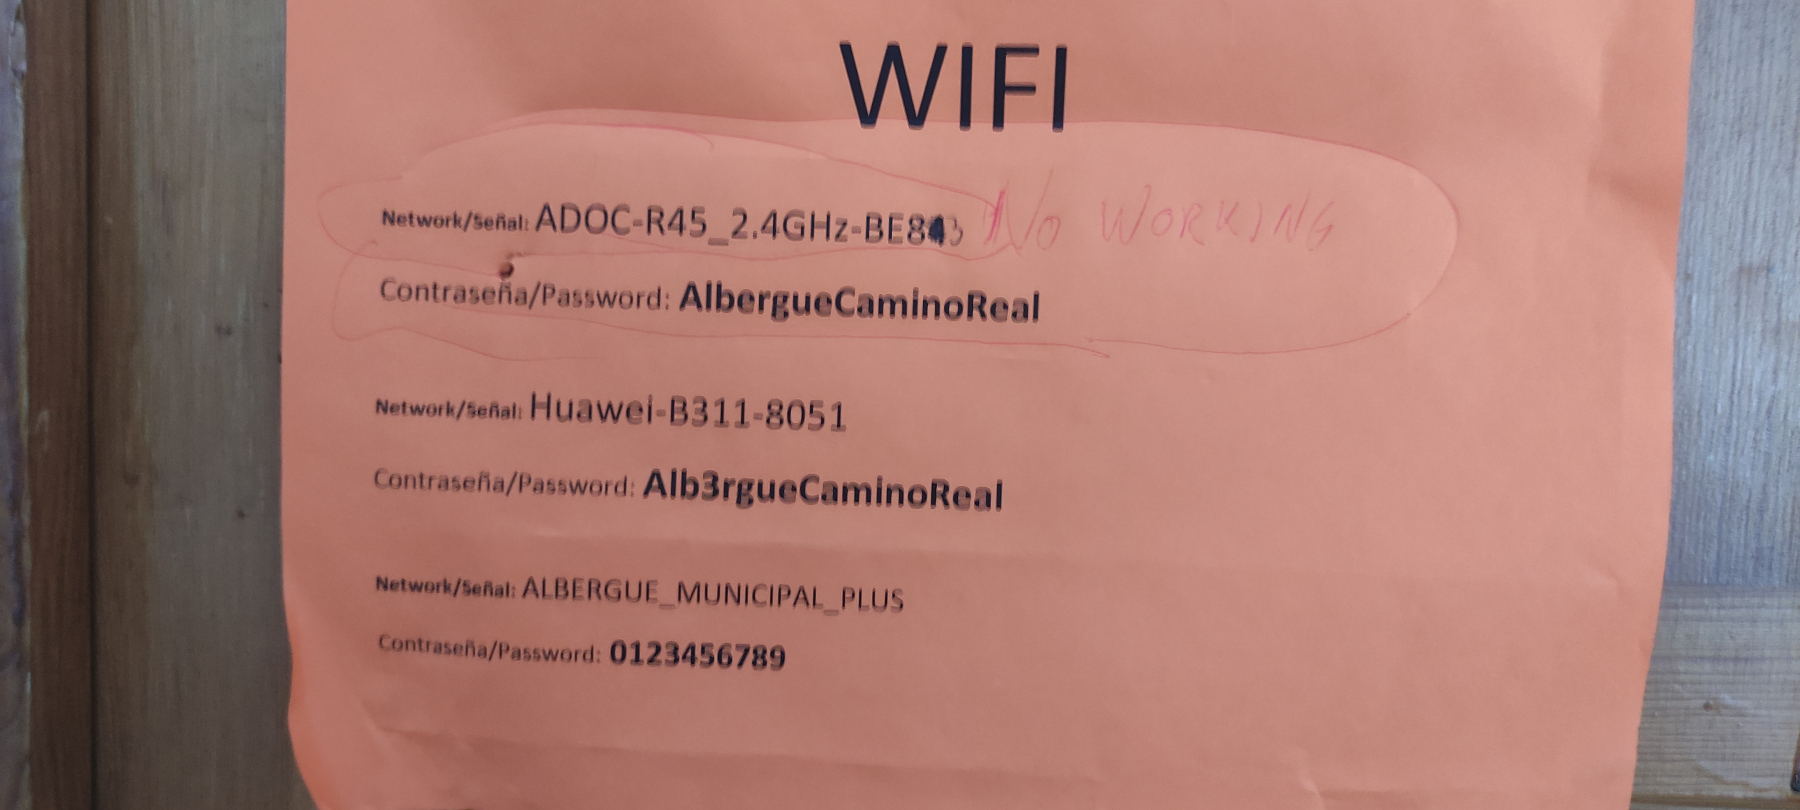 WIFI
Network/Señal: ADOC-R45_2.4GHz-BE8 No WORKING
Contraseña/Password: AlbergueCaminoReal
Network/Señal: Huawei-B311-8051
Contraseña/Password: Alb3rgueCaminoReal
Network/Señal: ALBERGUE_MUNICIPAL_PLUS
Contraseña/Password: 0123456789